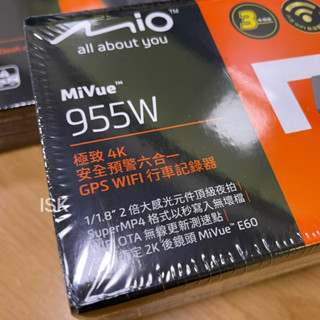 Mio™
all about you
3
MiVue™
955W
極致 4K
安全預警六合一
GPS WIFI 行車記錄器
1/1.8" 2 倍大感光元件頂級夜拍
SuperMP4 格式以秒寫入無壞檔
OTA 無線更新測速點
定 2K 後鏡頭 MiVue™ E60
ISK